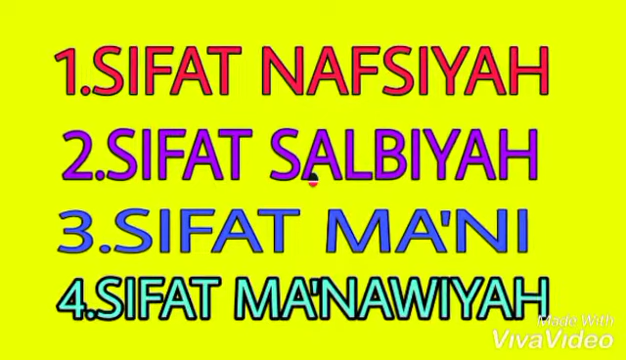 1.SIFAT NAFSIYAH
2.SIFAT SALBIYAH
3.SIFAT MA'NI
4.SIFAT MA'NAWIYAH
Made With
VivaVideo